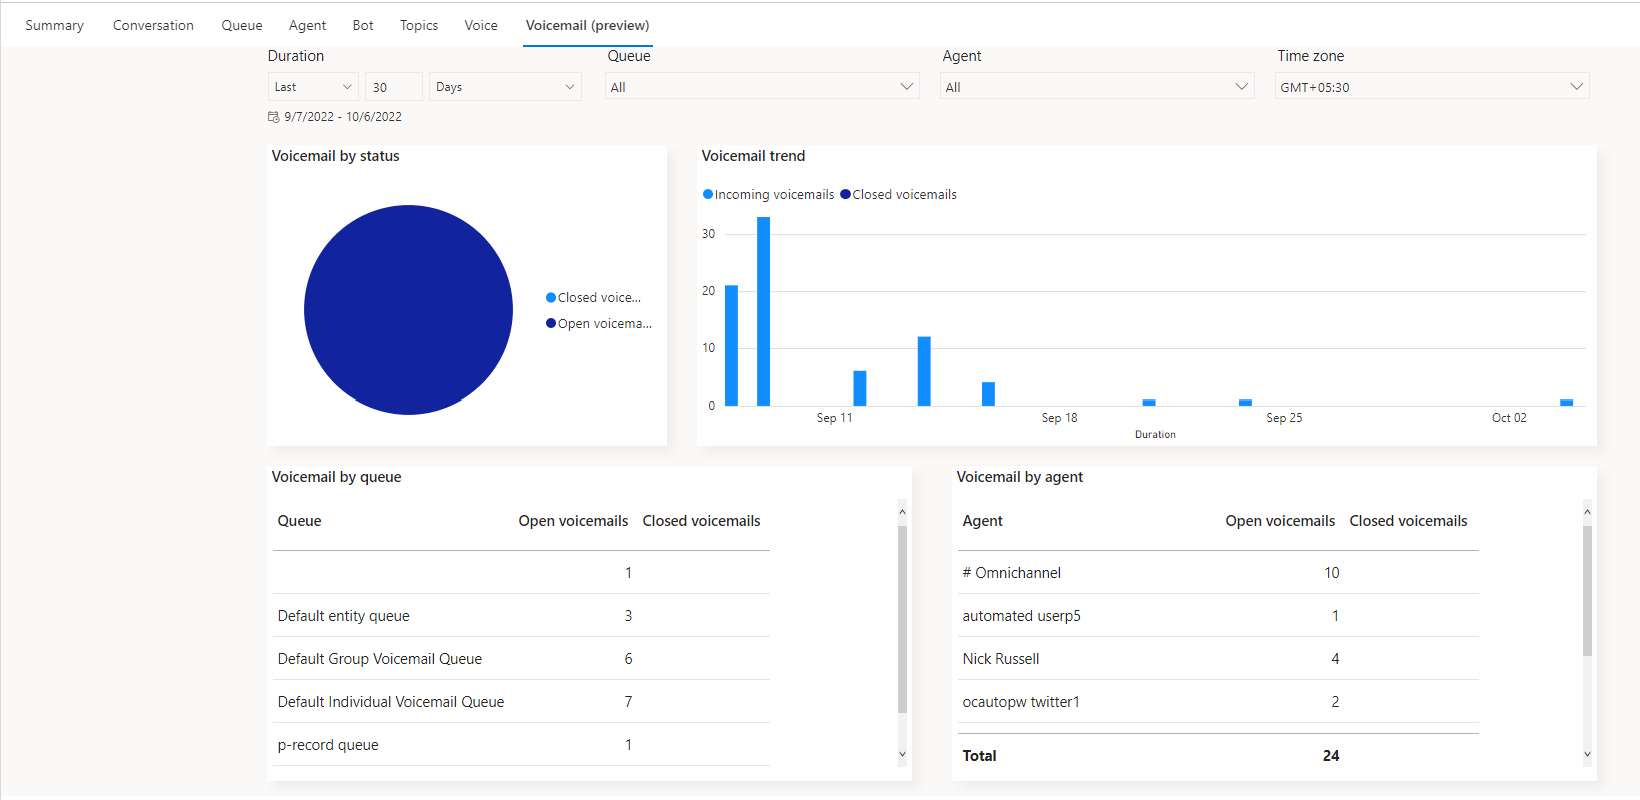 Summary Conversation Queue Agent Bot Topics Voice Voicemail (preview)
Duration Queue Agent Time zone
Last 30 Days All All GMT+05:30
9/7/2022 - 10/6/2022
Voicemail by status
Closed voice...
Open voicema...
Voicemail trend
Incoming voicemails Closed voicemails
30
20
10
0
Sep 11 Sep 18 Sep 25 Oct 02
Duration
Voicemail by queue
Queue Open voicemails Closed voicemails
1
Default entity queue 3
Default Group Voicemail Queue 6
Default Individual Voicemail Queue 7
p-record queue 1
Voicemail by agent
Agent Open voicemails Closed voicemails
# Omnichannel 10
automated userp5 1
Nick Russell 4
ocautopw twitter1 2
Total 24